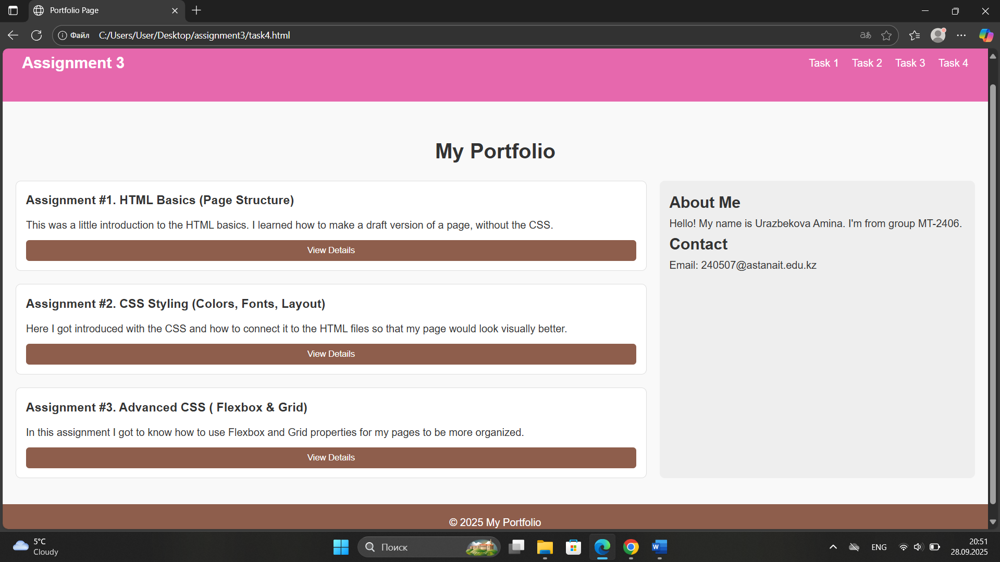 Portfolio Page
Файл C:/Users/User/Desktop/assignment3/task4.html
Assignment 3
Task 1 Task 2 Task 3 Task 4
My Portfolio
Assignment #1. HTML Basics (Page Structure)
This was a little introduction to the HTML basics. I learned how to make a draft version of a page, without the CSS.
View Details
Assignment #2. CSS Styling (Colors, Fonts, Layout)
Here I got introduced with the CSS and how to connect it to the HTML files so that my page would look visually better.
View Details
Assignment #3. Advanced CSS ( Flexbox & Grid)
In this assignment I got to know how to use Flexbox and Grid properties for my pages to be more organized.
View Details
About Me
Hello! My name is Urazbekova Amina. I'm from group MT-2406.
Contact
Email: 240507@astanait.edu.kz
© 2025 My Portfolio
5°C
Cloudy
Поиск
ENG
20:51
28.09.2025